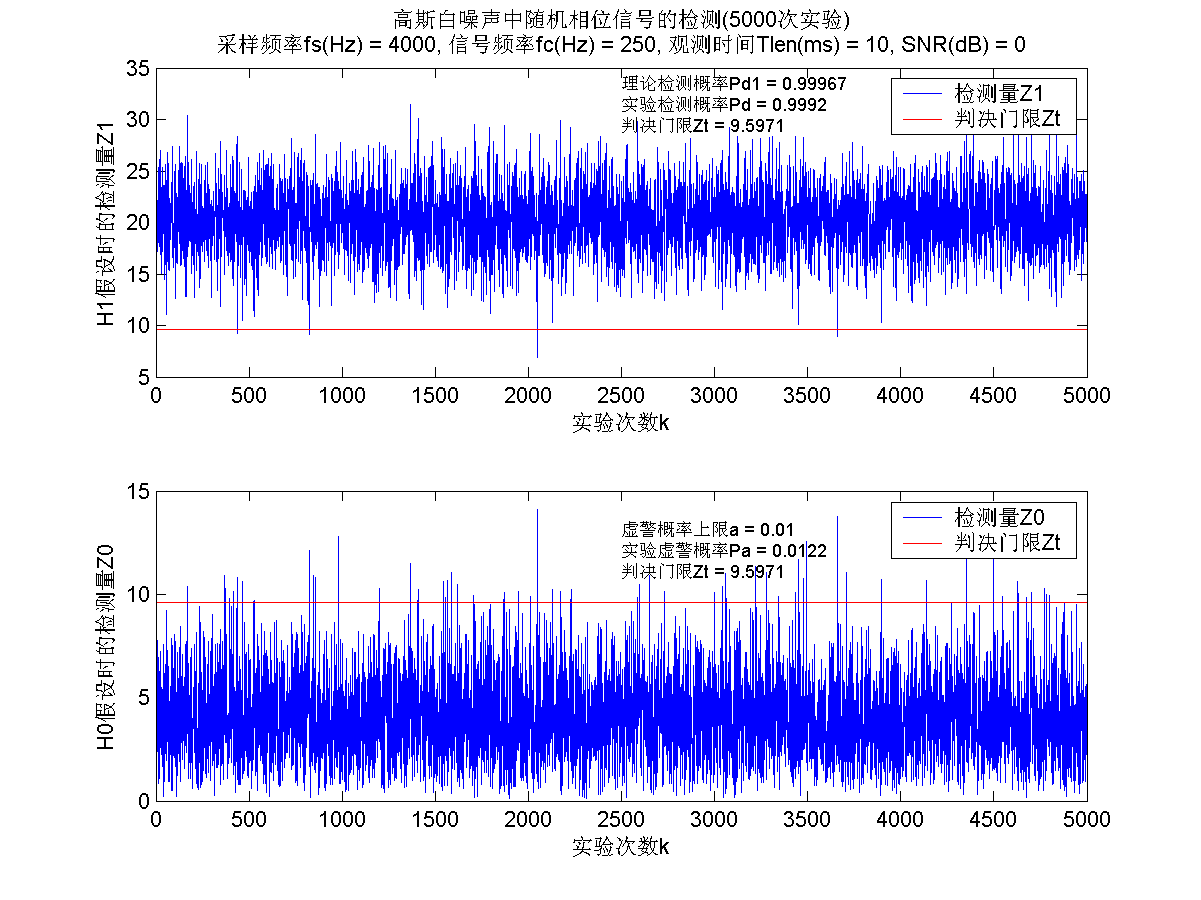 高斯白噪声中随机相位信号的检测(5000次实验)
采样频率fs(Hz) = 4000, 信号频率fc(Hz) = 250, 观测时间Tlen(ms) = 10, SNR(dB) = 0
35
30
25
20
15
10
5
H1假设时的检测量Z1
理论检测概率Pd1 = 0.99967
实验检测概率Pd = 0.9992
判决门限Zt = 9.5971
检测量Z1
判决门限Zt
0 500 1000 1500 2000 2500 3000 3500 4000 4500 5000
实验次数k
15
10
5
0
H0假设时的检测量Z0
虚警概率上限a = 0.01
实验虚警概率Pa = 0.0122
判决门限Zt = 9.5971
检测量Z0
判决门限Zt
0 500 1000 1500 2000 2500 3000 3500 4000 4500 5000
实验次数k